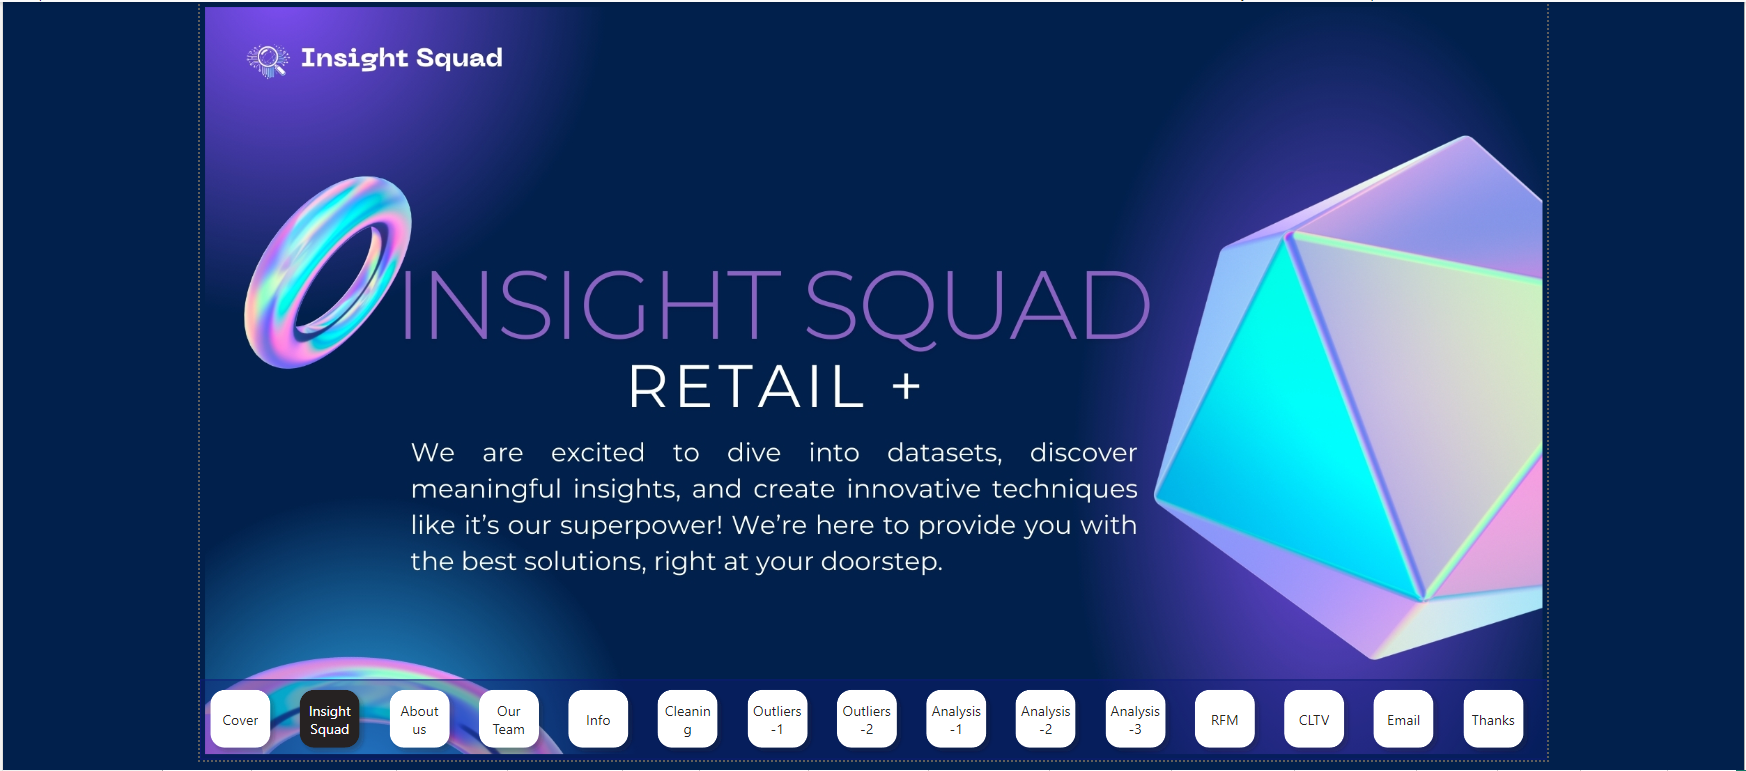 Insight Squad
INSIGHT SQUAD
RETAIL +
We are excited to dive into datasets, discover
meaningful insights, and create innovative techniques
like it’s our superpower! We’re here to provide you with
the best solutions, right at your doorstep.
Cover
Insight
Squad
About
us
Our
Team
Info
Cleanin
g
Outliers
-1
Outliers
-2
Analysis
-1
Analysis
-2
Analysis
-3
RFM
CLTV
Email
Thanks